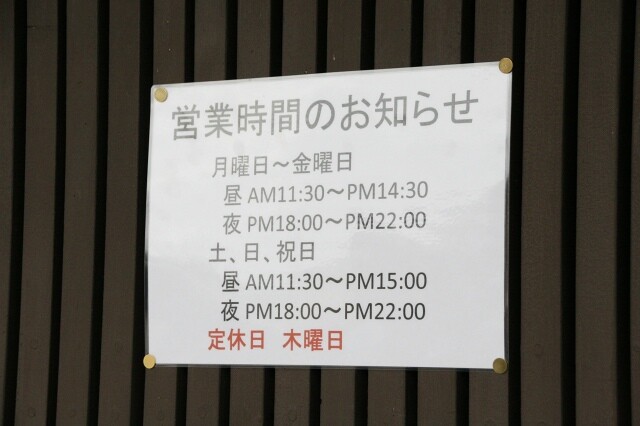 営業時間のお知らせ
月曜日～金曜日
昼 AM11:30～PM14:30
夜 PM18:00～PM22:00
土、日、祝日
昼 AM11:30～PM15:00
夜 PM18:00～PM22:00
定休日 木曜日